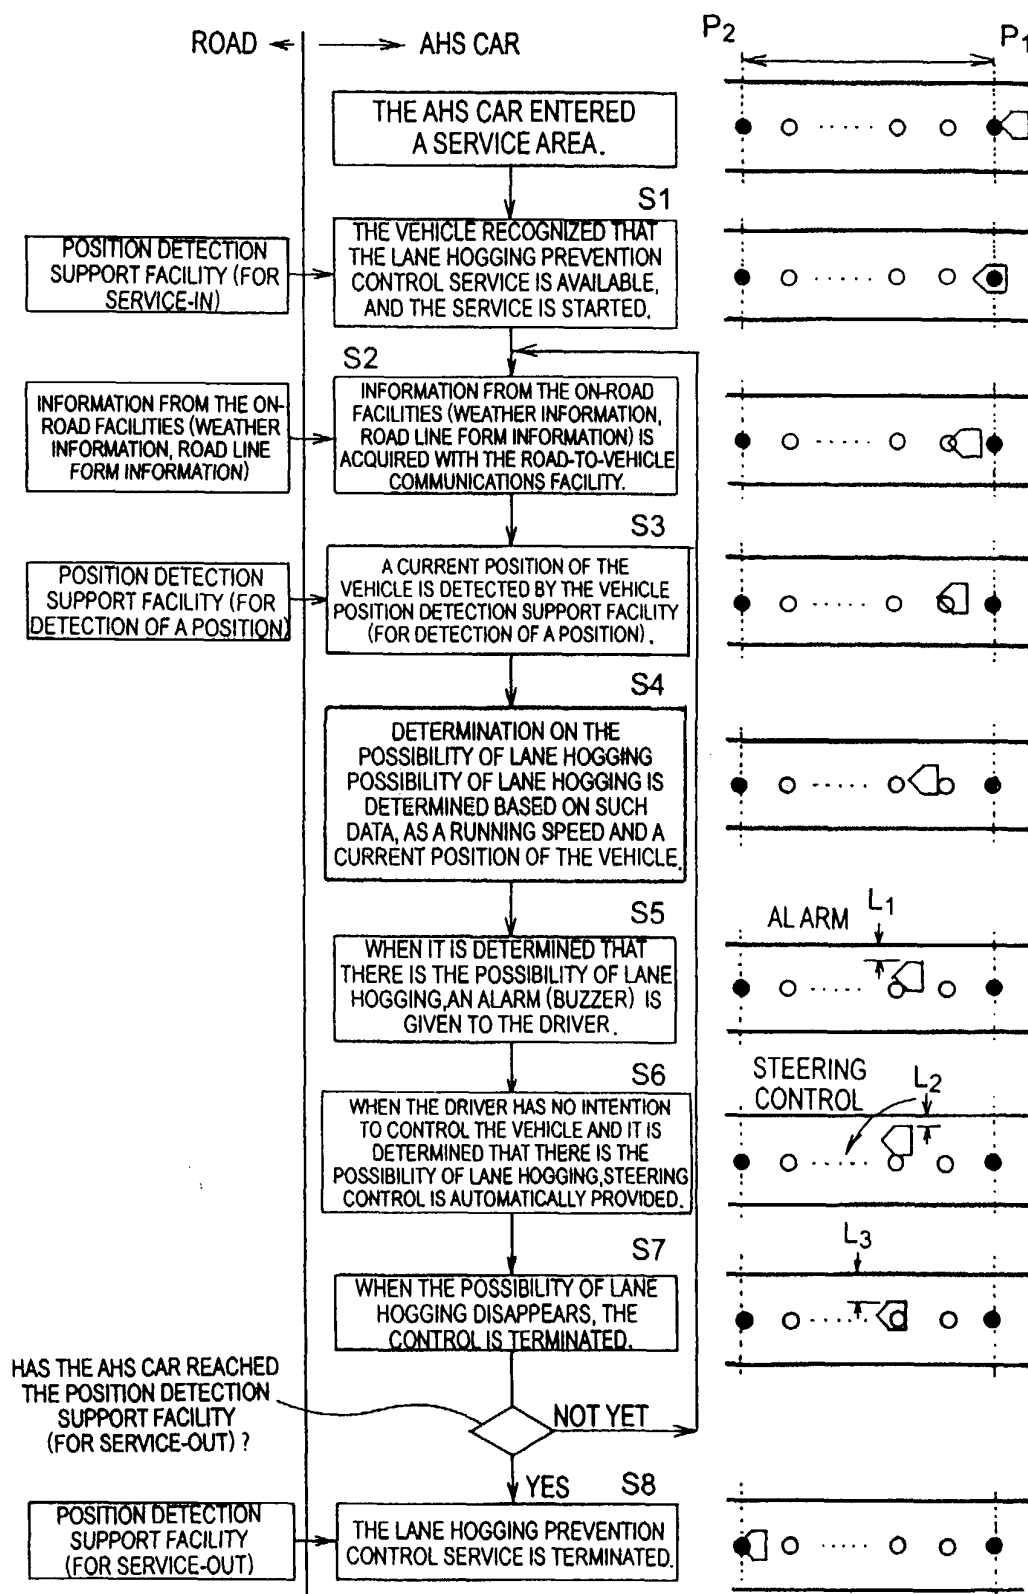 ROAD
AHS CAR
P2
P1
THE AHS CAR ENTERED
A SERVICE AREA.
S1
POSITION DETECTION
SUPPORT FACILITY (FOR
SERVICE-IN)
THE VEHICLE RECOGNIZED THAT
THE LANE HOGGING PREVENTION
CONTROL SERVICE IS AVAILABLE,
AND THE SERVICE IS STARTED.
S2
INFORMATION FROM THE ON-
ROAD FACILITIES (WEATHER
INFORMATION, ROAD LINE
FORM INFORMATION)
INFORMATION FROM THE ON-ROAD
FACILITIES (WEATHER INFORMATION,
ROAD LINE FORM INFORMATION) IS
ACQUIRED WITH THE ROAD-TO-VEHICLE
COMMUNICATIONS FACILITY.
S3
POSITION DETECTION
SUPPORT FACILITY (FOR
DETECTION OF A POSITION)
A CURRENT POSITION OF THE
VEHICLE IS DETECTED BY THE VEHICLE
POSITION DETECTION SUPPORT FACILITY
(FOR DETECTION OF A POSITION).
S4
DETERMINATION ON THE
POSSIBILITY OF LANE HOGGING
POSSIBILITY OF LANE HOGGING IS
DETERMINED BASED ON SUCH
DATA, AS A RUNNING SPEED AND A
CURRENT POSITION OF THE VEHICLE.
S5
ALARM
L1
WHEN IT IS DETERMINED THAT
THERE IS THE POSSIBILITY OF LANE
HOGGING,AN ALARM (BUZZER) IS
GIVEN TO THE DRIVER.
S6
STEERING
CONTROL
L2
WHEN THE DRIVER HAS NO INTENTION
TO CONTROL THE VEHICLE AND IT IS
DETERMINED THAT THERE IS THE
POSSIBILITY OF LANE HOGGING,STEERING
CONTROL IS AUTOMATICALLY PROVIDED.
S7
L3
WHEN THE POSSIBILITY OF LANE
HOGGING DISAPPEARS, THE
CONTROL IS TERMINATED.
HAS THE AHS CAR REACHED
THE POSITION DETECTION
SUPPORT FACILITY
(FOR SERVICE-OUT) ?
NOT YET
YES
S8
POSITION DETECTION
SUPPORT FACILITY
(FOR SERVICE-OUT)
THE LANE HOGGING PREVENTION
CONTROL SERVICE IS TERMINATED.